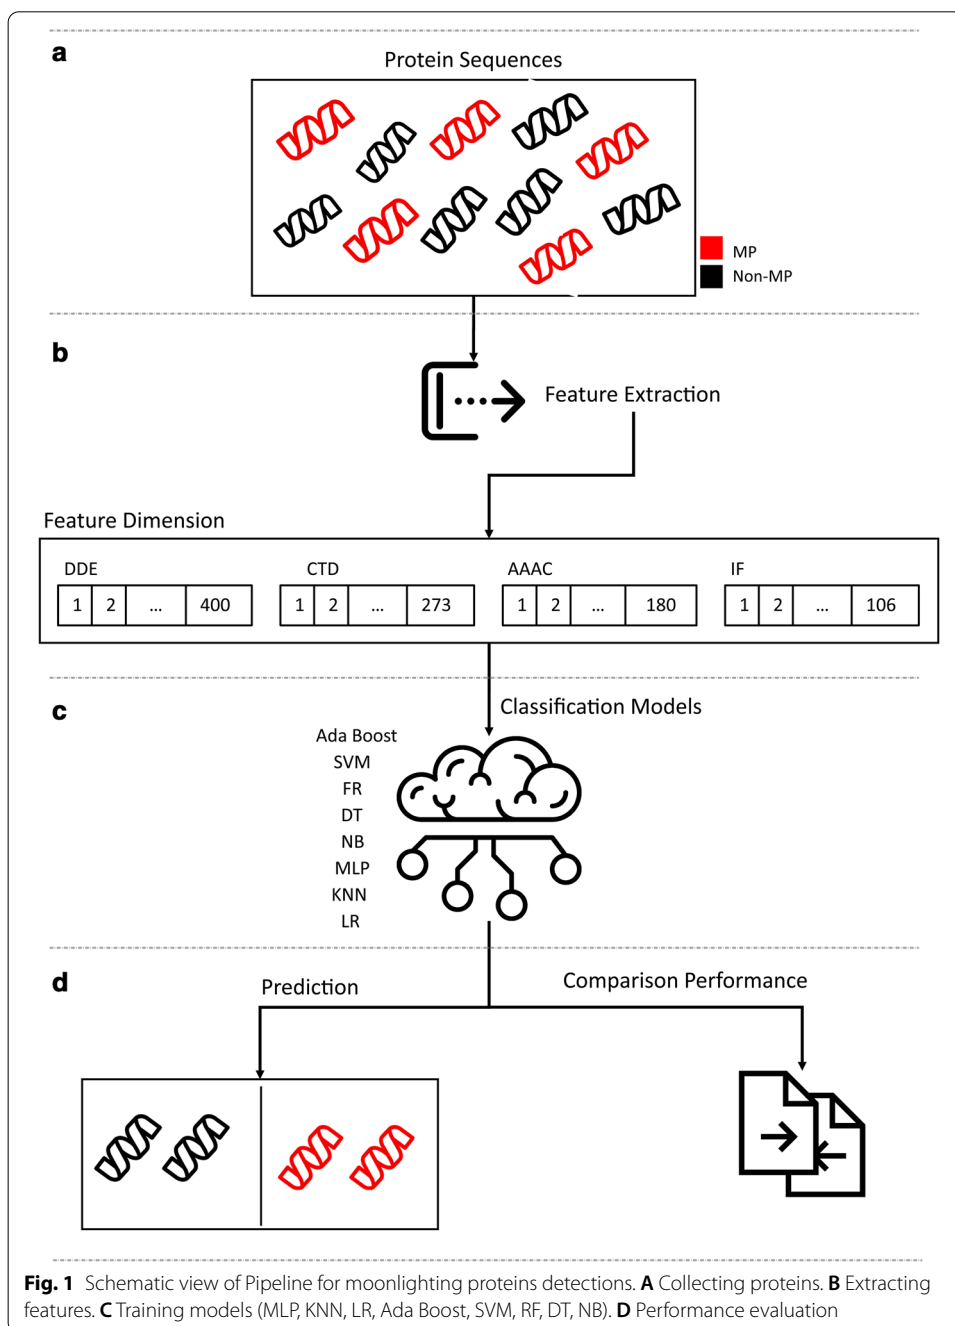 a
Protein Sequences
MP
Non-MP
b
Feature Extraction
Feature Dimension
DDE CTD AAAC IF
1 2 ... 400 1 2 ... 273 1 2 ... 180 1 2 ... 106
c
Classification Models
Ada Boost
SVM
FR
DT
NB
MLP
KNN
LR
d
Prediction
Comparison Performance
Fig. 1 Schematic view of Pipeline for moonlighting proteins detections. A Collecting proteins. B Extracting
features. C Training models (MLP, KNN, LR, Ada Boost, SVM, RF, DT, NB). D Performance evaluation